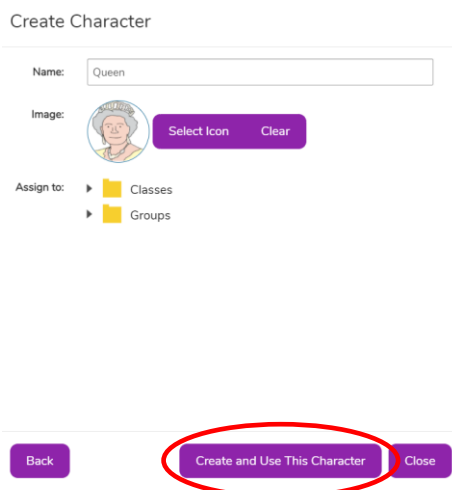 Create Character
Name: Queen
Image: Select Icon Clear
Assign to: Classes
Groups
Back Create and Use This Character Close